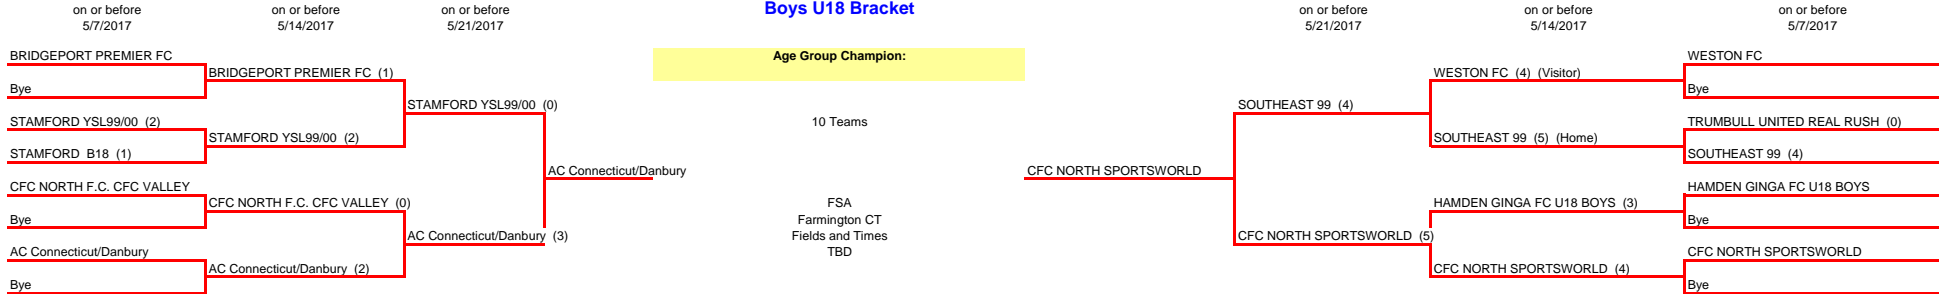 on or before
5/7/2017
on or before
5/14/2017
on or before
5/21/2017
Boys U18 Bracket
on or before
5/21/2017
on or before
5/14/2017
on or before
5/7/2017
BRIDGEPORT PREMIER FC
Bye
STAMFORD YSL99/00 (2)
STAMFORD B18 (1)
CFC NORTH F.C. CFC VALLEY
Bye
AC Connecticut/Danbury
Bye
BRIDGEPORT PREMIER FC (1)
STAMFORD YSL99/00 (2)
CFC NORTH F.C. CFC VALLEY (0)
AC Connecticut/Danbury (2)
STAMFORD YSL99/00 (0)
AC Connecticut/Danbury (3)
AC Connecticut/Danbury
Age Group Champion:
10 Teams
FSA
Farmington CT
Fields and Times
TBD
CFC NORTH SPORTSWORLD
SOUTHEAST 99 (4)
CFC NORTH SPORTSWORLD (5)
WESTON FC (4) (Visitor)
SOUTHEAST 99 (5) (Home)
HAMDEN GINGA FC U18 BOYS (3)
CFC NORTH SPORTSWORLD (4)
WESTON FC
Bye
TRUMBULL UNITED REAL RUSH (0)
SOUTHEAST 99 (4)
HAMDEN GINGA FC U18 BOYS
Bye
CFC NORTH SPORTSWORLD
Bye